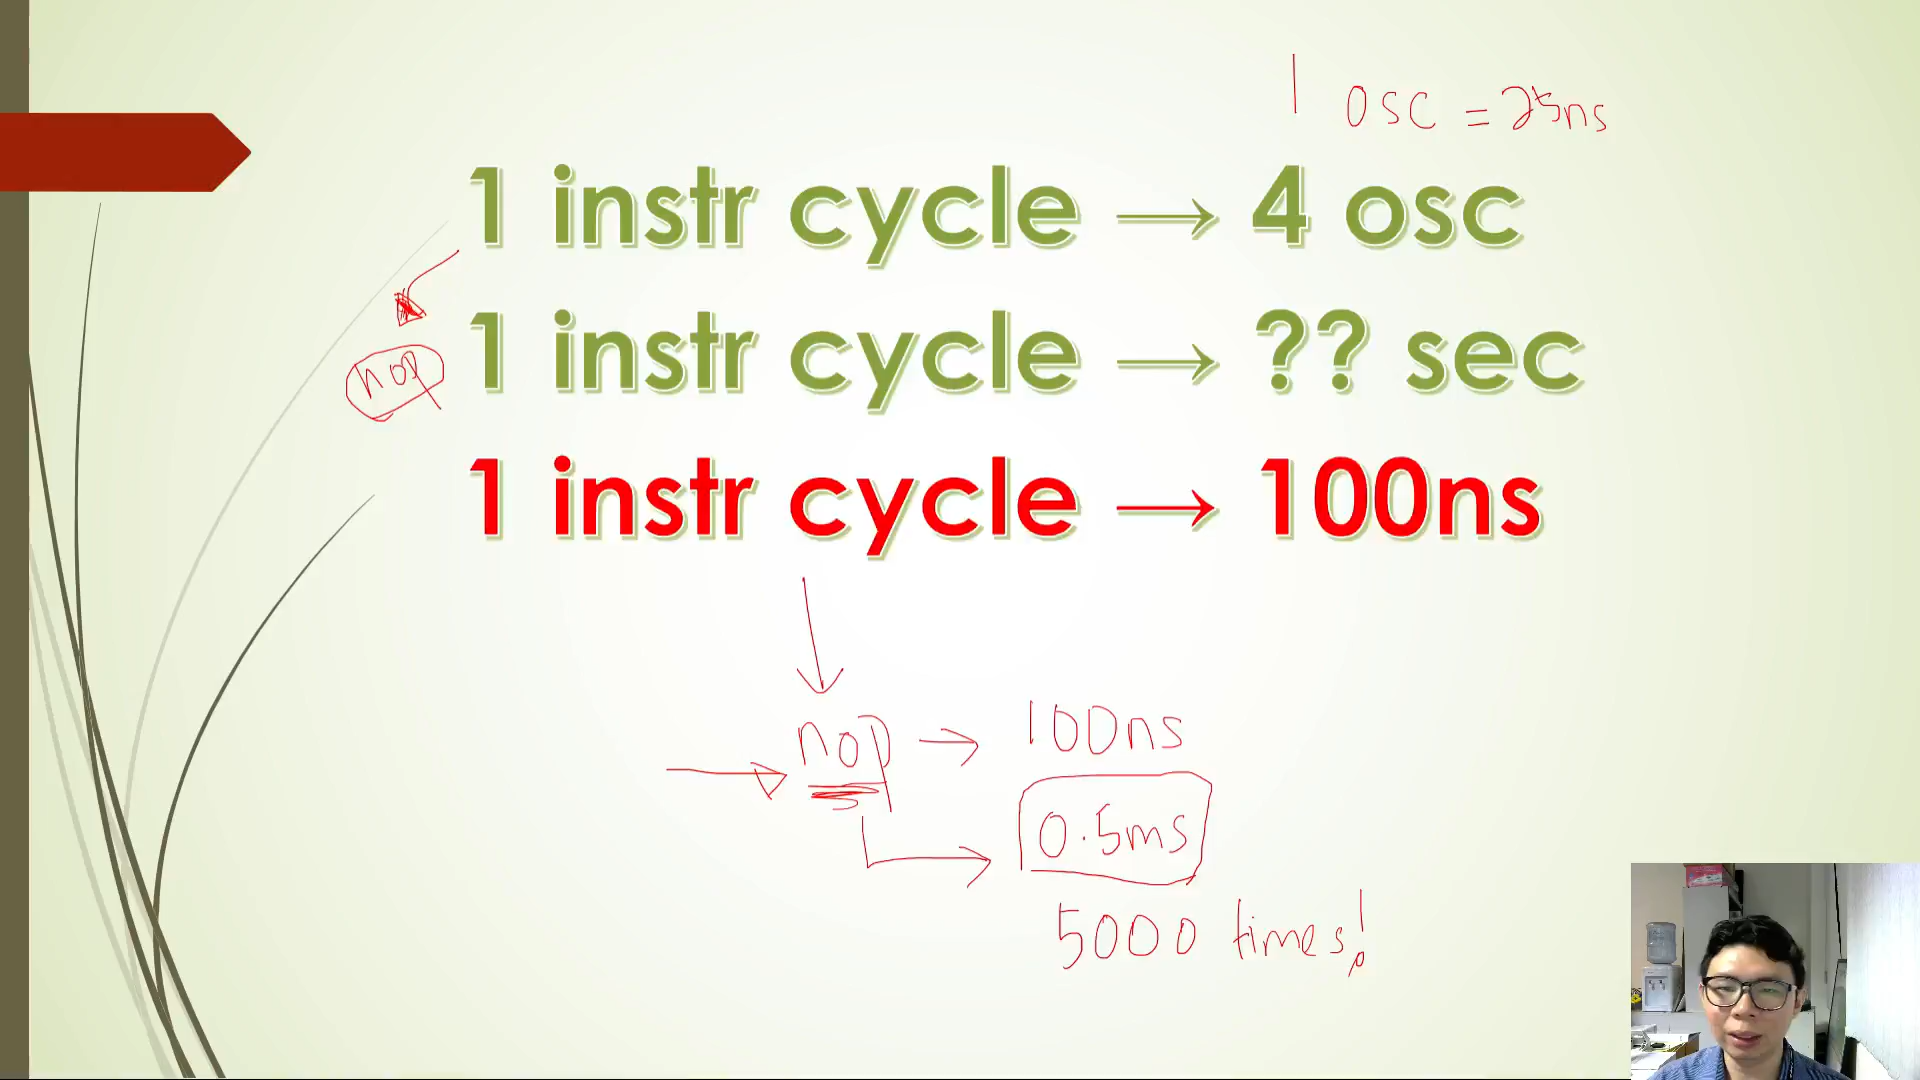 1 osc = 25ns
1 instr cycle → 4 osc
1 instr cycle → ?? sec
nop
1 instr cycle → 100ns
nop → 100ns
0.5ms
5000 times!